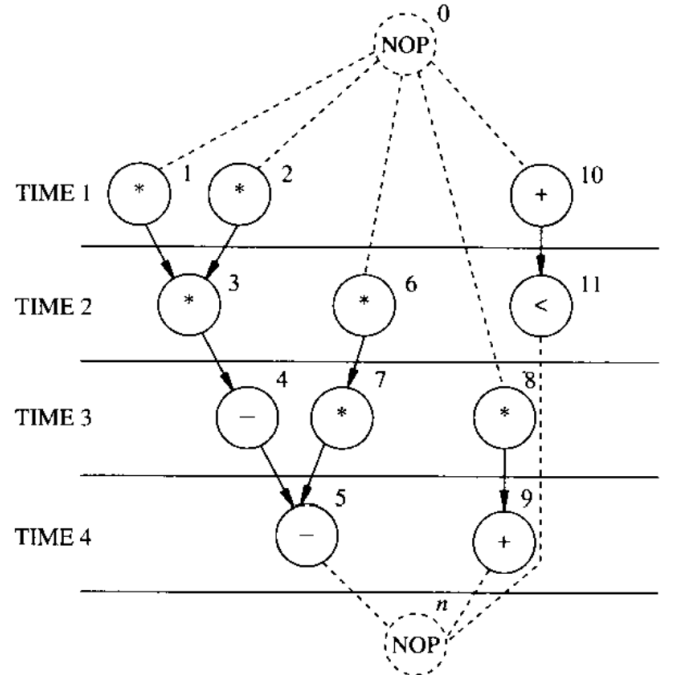 0
NOP
TIME 1 * 1 * 2 + 10
TIME 2 * 3 * 6 < 11
TIME 3 − 4 * 7 * 8
TIME 4 − 5 + 9
n
NOP